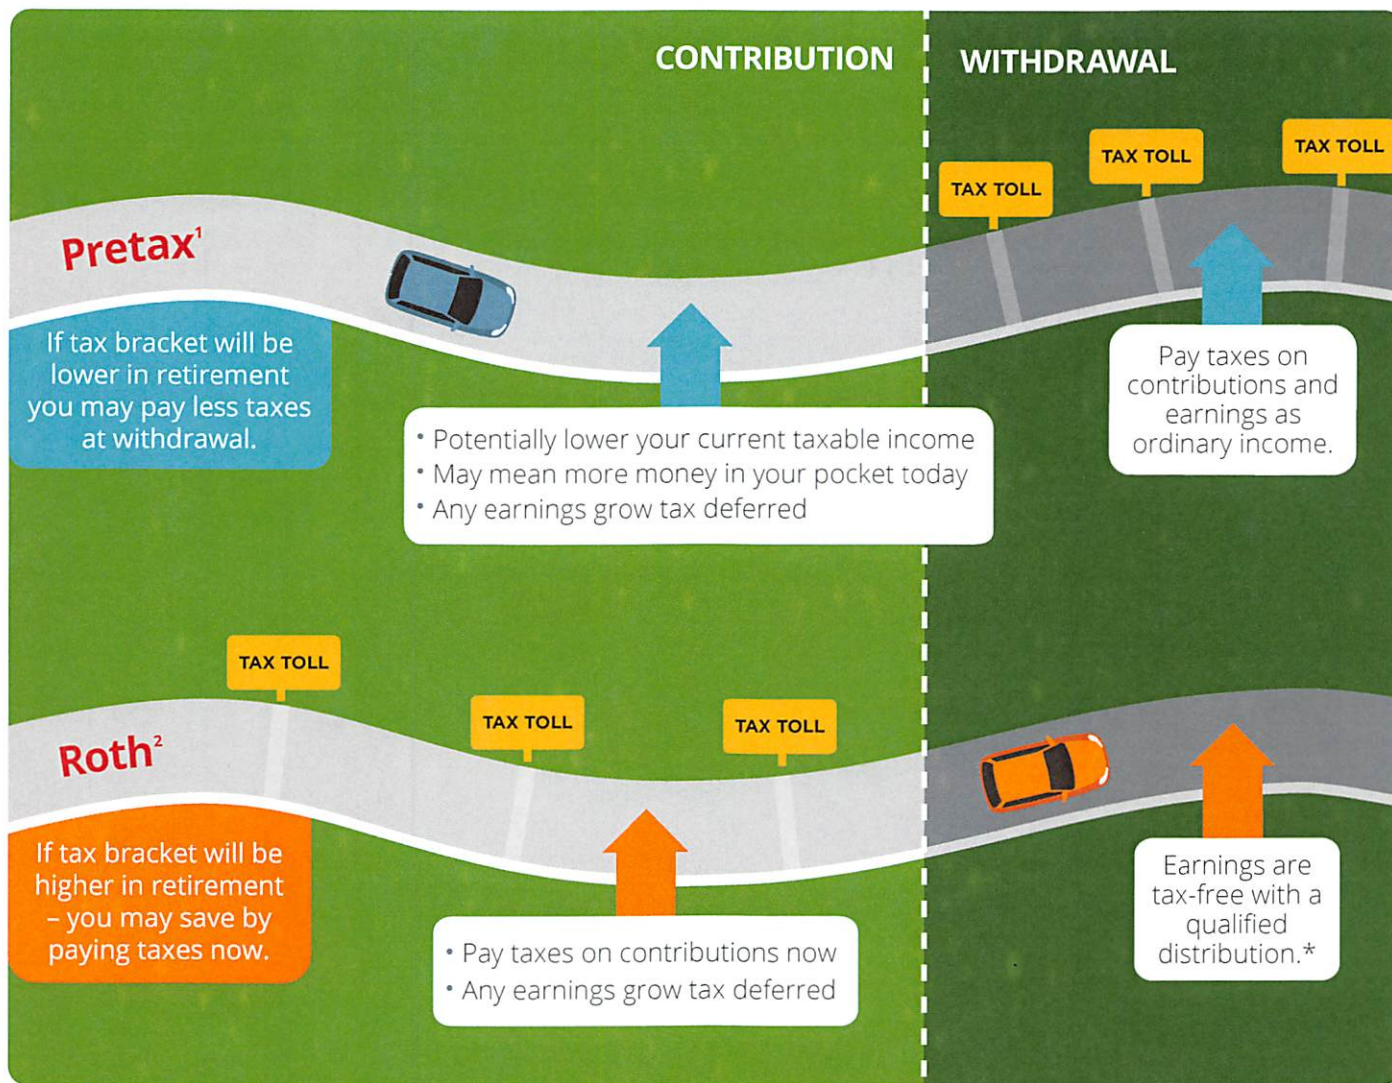 CONTRIBUTION
WITHDRAWAL
TAX TOLL
TAX TOLL
TAX TOLL
Pretax¹
If tax bracket will be
lower in retirement
you may pay less taxes
at withdrawal.
• Potentially lower your current taxable income
• May mean more money in your pocket today
• Any earnings grow tax deferred
Pay taxes on
contributions and
earnings as
ordinary income.
TAX TOLL
TAX TOLL
TAX TOLL
Roth²
If tax bracket will be
higher in retirement
– you may save by
paying taxes now.
• Pay taxes on contributions now
• Any earnings grow tax deferred
Earnings are
tax-free with a
qualified
distribution.*